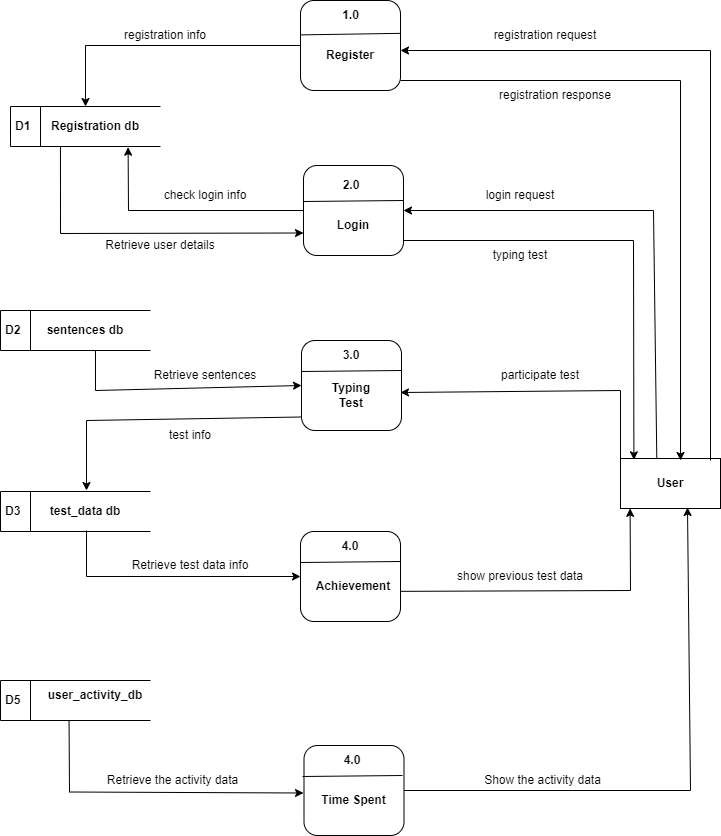 1.0
registration info
registration request
Register
registration response
D1
Registration db
2.0
check login info
login request
Login
Retrieve user details
typing test
D2
sentences db
3.0
Retrieve sentences
participate test
Typing
Test
test info
User
D3
test_data db
4.0
Retrieve test data info
show previous test data
Achievement
D5
user_activity_db
4.0
Retrieve the activity data
Show the activity data
Time Spent